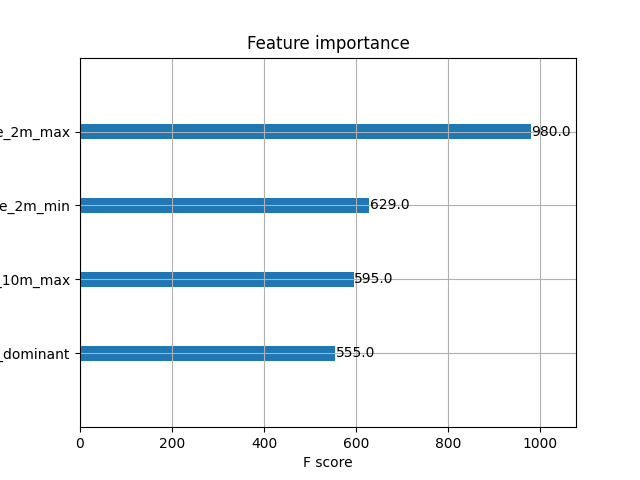 Feature importance
e_2m_max
980.0
e_2m_min
629.0
_10m_max
595.0
_dominant
555.0
0 200 400 600 800 1000
F score